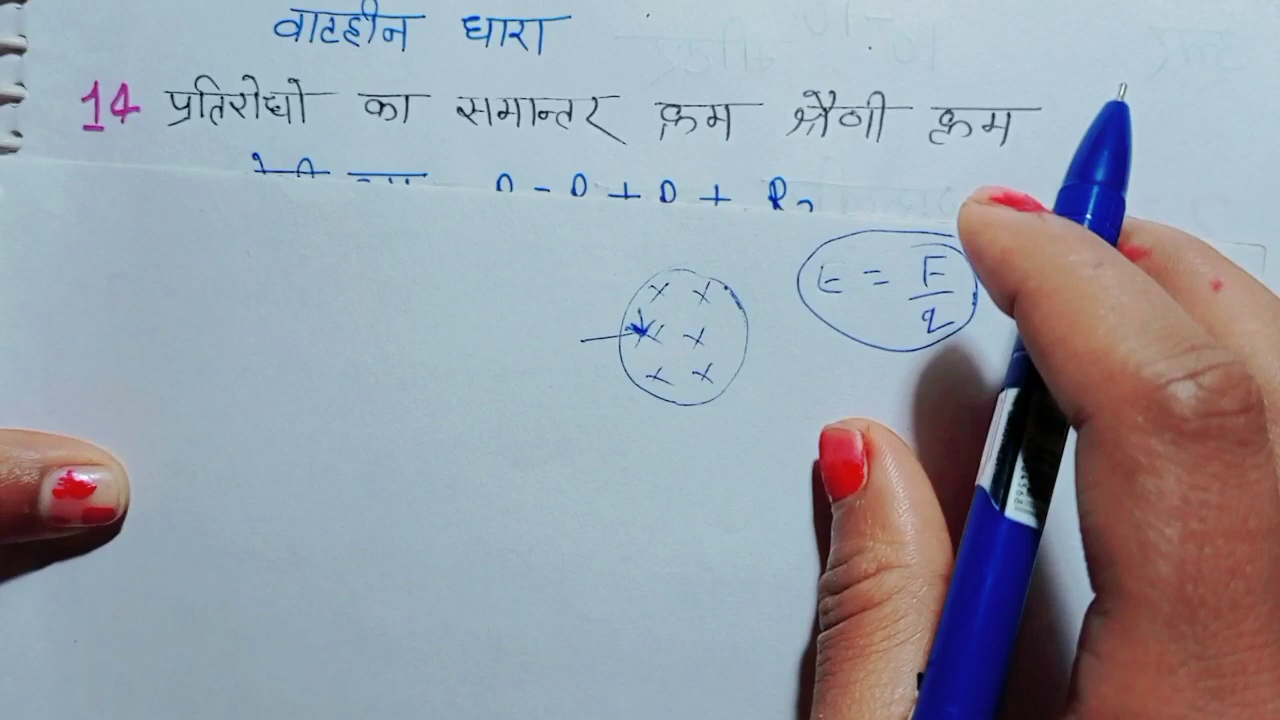 वाटहीन धारा
14 प्रतिरोधो का समान्तर क्रम श्रेणी क्रम
E = F/q